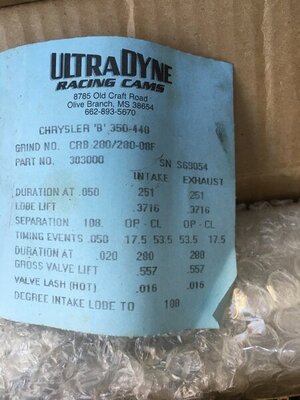 ULTRADYNE
RACING CAMS
8785 Old Craft Road
Olive Branch, MS 38654
662-893-5670
CHRYSLER 'B' 350-440
GRIND NO. CRB 280/280-08F
PART NO. 303000 SN S69054
INTAKE EXHAUST
DURATION AT .050 251 251
LOBE LIFT .3716 .3716
SEPARATION 108. OP - CL OP - CL
TIMING EVENTS .050 17.5 53.5 53.5 17.5
DURATION AT .020 280 280
GROSS VALVE LIFT .557 .557
VALVE LASH (HOT) .016 .016
DEGREE INTAKE LOBE TO 108